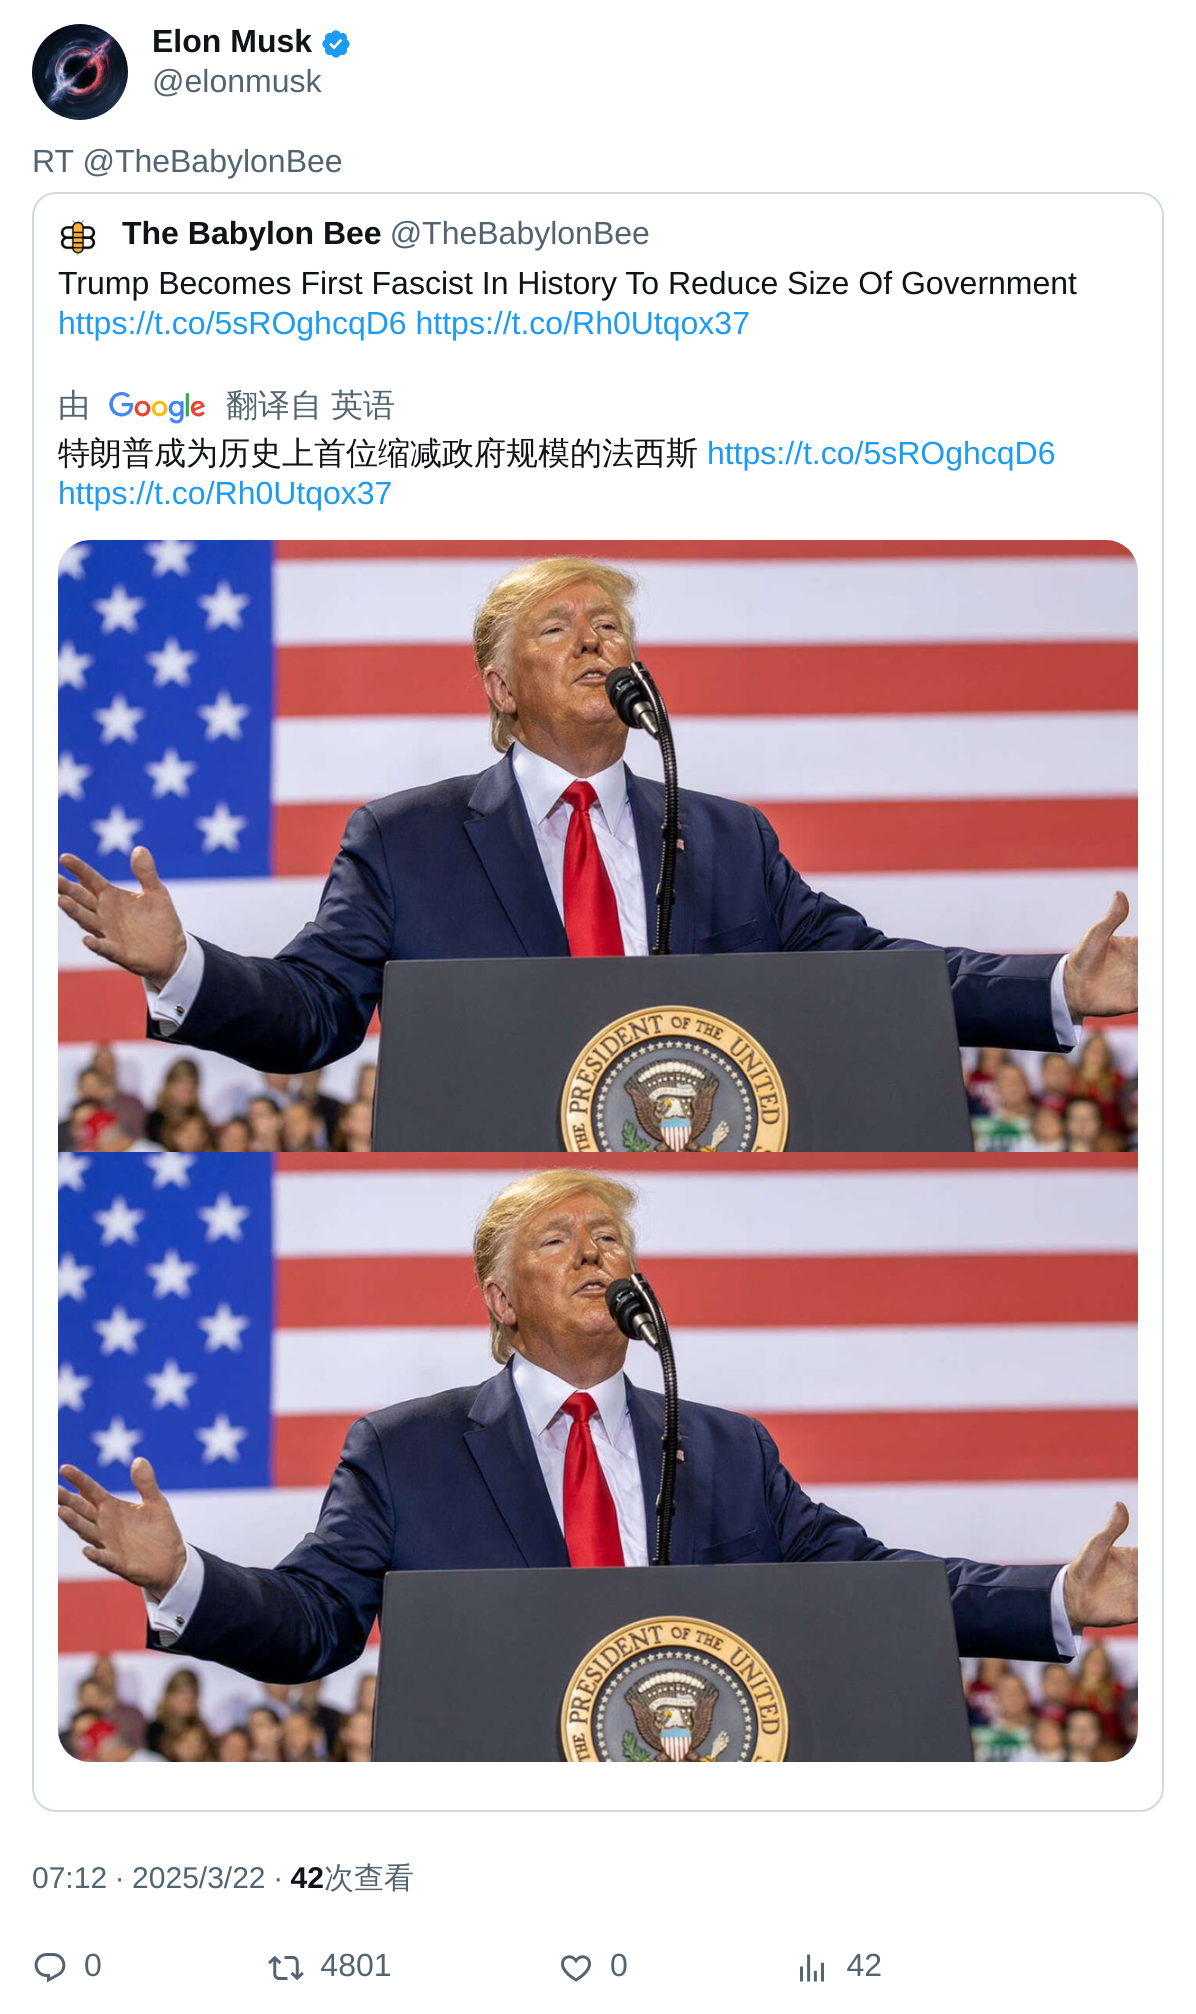 Elon Musk
@elonmusk
RT @TheBabylonBee
The Babylon Bee @TheBabylonBee
Trump Becomes First Fascist In History To Reduce Size Of Government
https://t.co/5sROghcqD6 https://t.co/Rh0Utqox37
由 Google 翻译自 英语
特朗普成为历史上首位缩减政府规模的法西斯 https://t.co/5sROghcqD6
https://t.co/Rh0Utqox37
THE PRESIDENT OF THE UNITED
THE PRESIDENT OF THE UNITED
07:12 · 2025/3/22 · 42次查看
0 4801 0 42